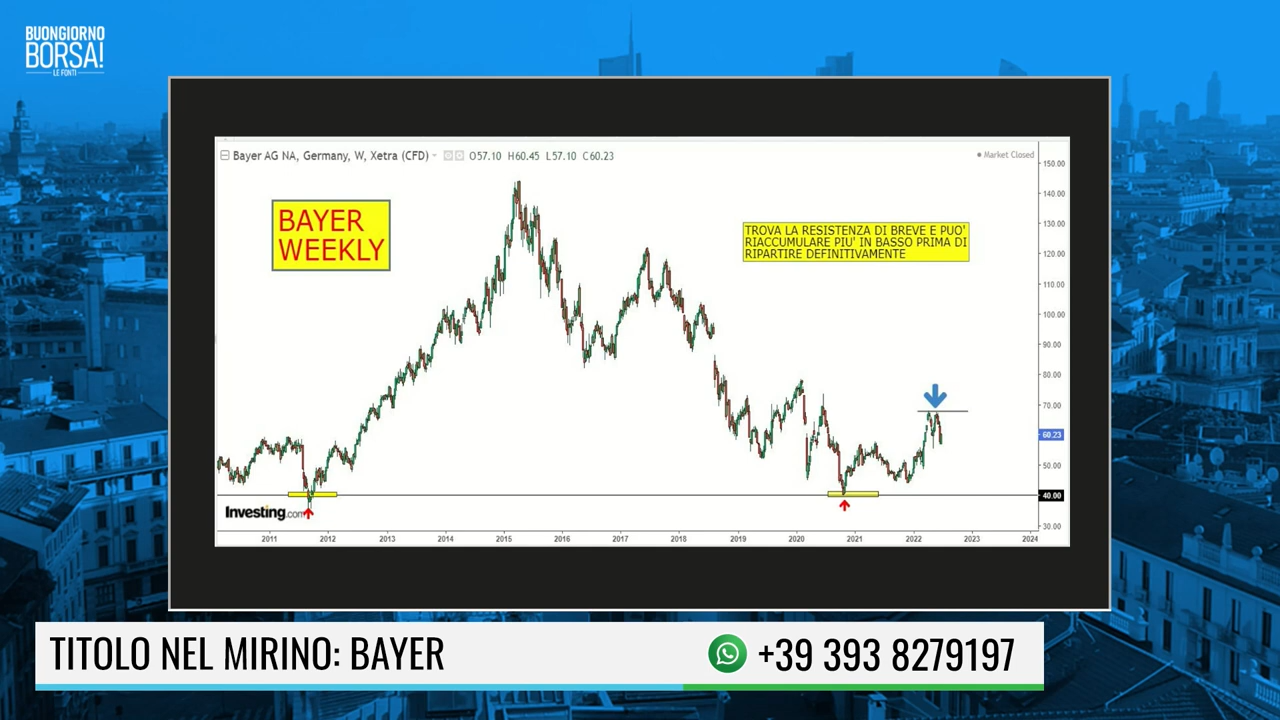 BUONGIORNO
BORSA!
LE FONTI
Bayer AG NA, Germany, W, Xetra (CFD) O57.10 H60.45 L57.10 C60.23
Market Closed
BAYER
WEEKLY
TROVA LA RESISTENZA DI BREVE E PUO'
RIACCUMULARE PIU' IN BASSO PRIMA DI
RIPARTIRE DEFINITIVAMENTE
150.00
140.00
130.00
120.00
110.00
100.00
90.00
80.00
70.00
60.23
50.00
40.00
30.00
Investing.com
2011 2012 2013 2014 2015 2016 2017 2018 2019 2020 2021 2022 2023 2024
TITOLO NEL MIRINO: BAYER
+39 393 8279197